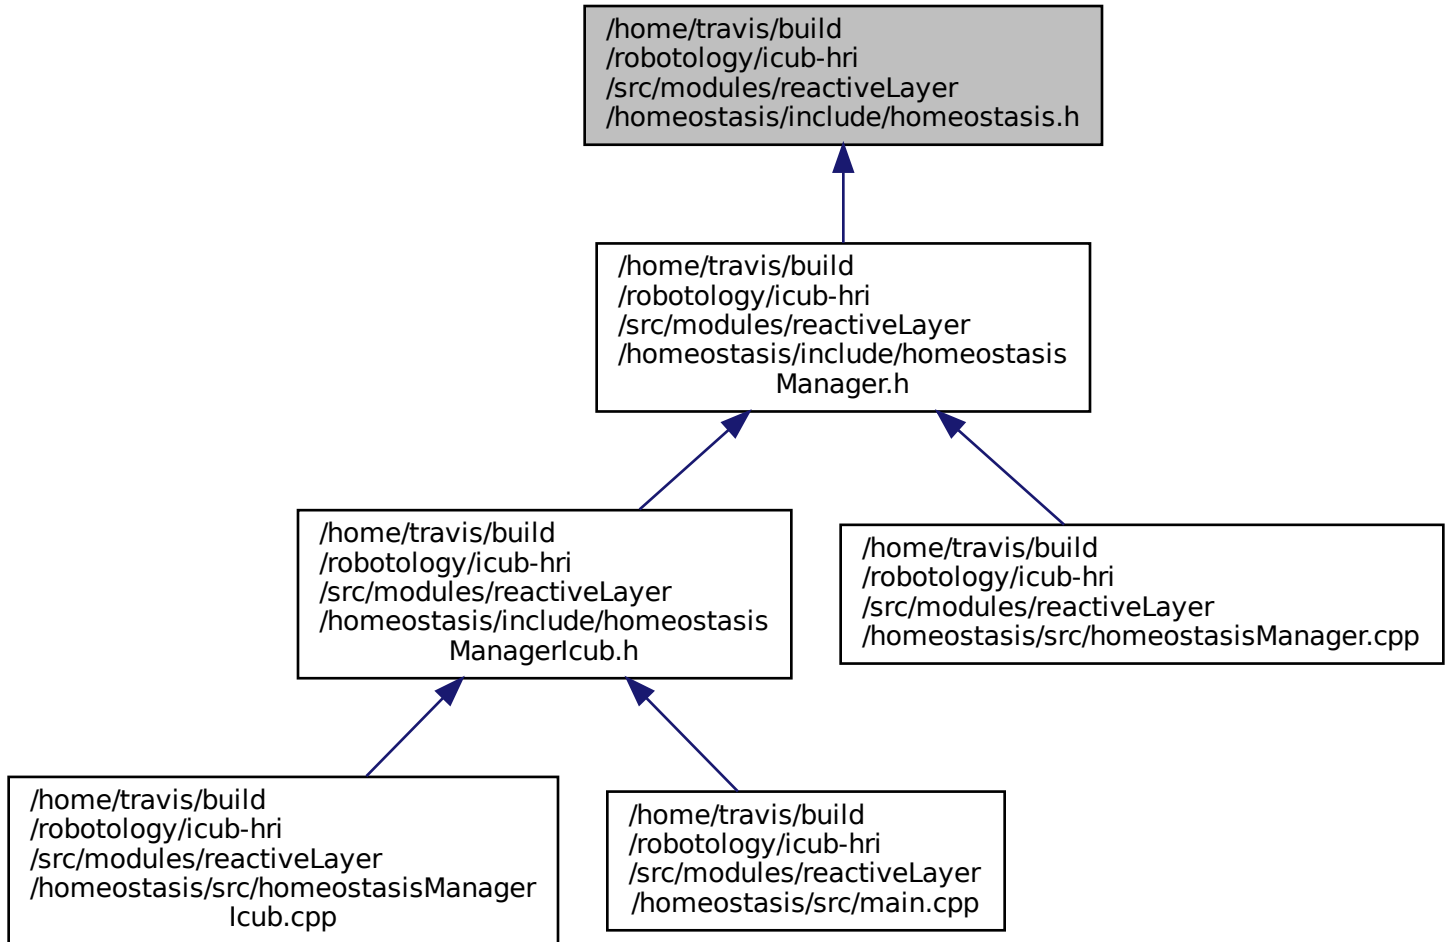 /home/travis/build
/robotology/icub-hri
/src/modules/reactiveLayer
/homeostasis/include/homeostasis.h
/home/travis/build
/robotology/icub-hri
/src/modules/reactiveLayer
/homeostasis/include/homeostasis
Manager.h
/home/travis/build
/robotology/icub-hri
/src/modules/reactiveLayer
/homeostasis/include/homeostasis
ManagerIcub.h
/home/travis/build
/robotology/icub-hri
/src/modules/reactiveLayer
/homeostasis/src/homeostasisManager.cpp
/home/travis/build
/robotology/icub-hri
/src/modules/reactiveLayer
/homeostasis/src/homeostasisManager
Icub.cpp
/home/travis/build
/robotology/icub-hri
/src/modules/reactiveLayer
/homeostasis/src/main.cpp